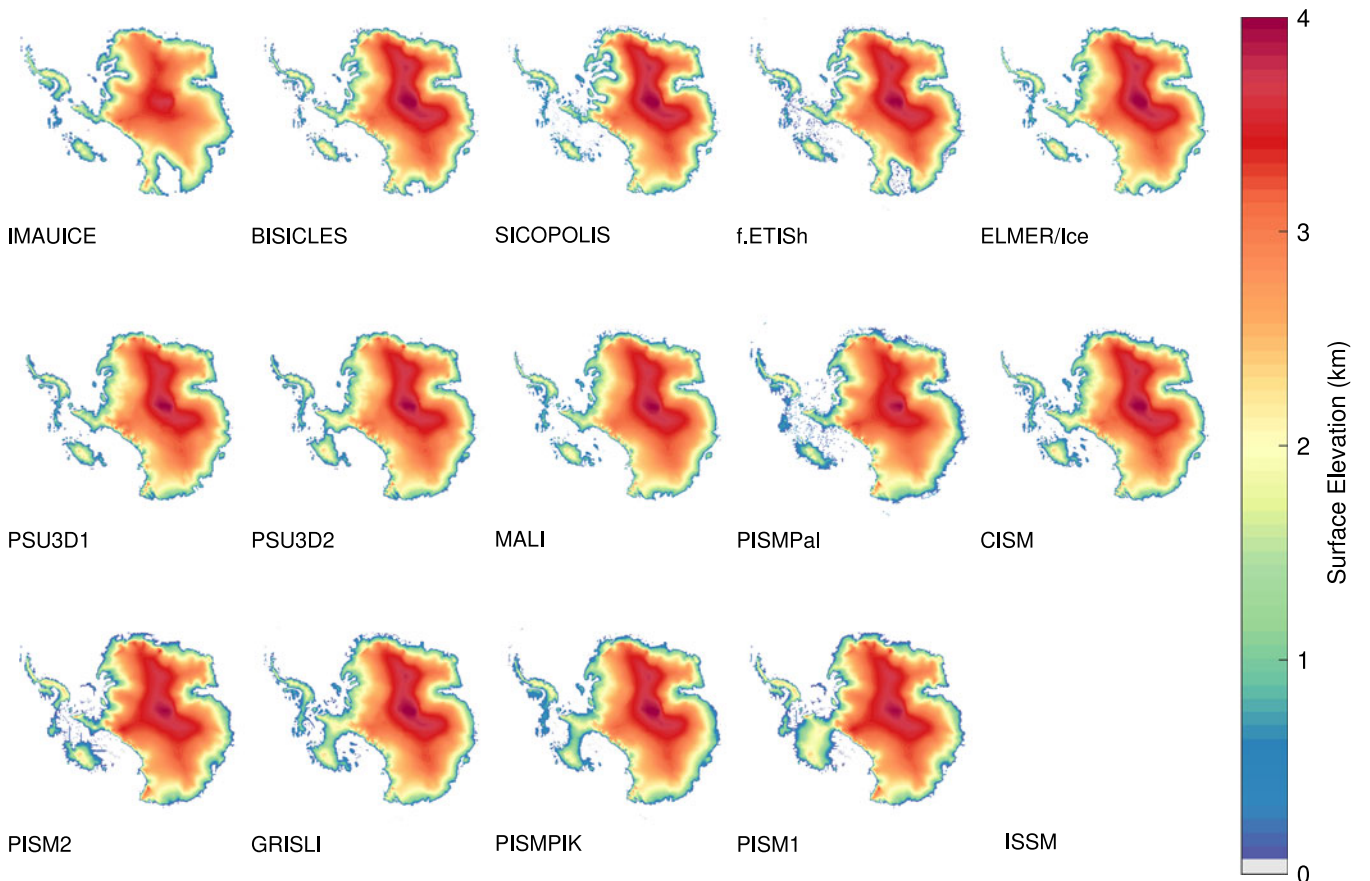 4
IMAUICE BISICLES SICOPOLIS f.ETISh ELMER/Ice
3
PSU3D1 PSU3D2 MALI PISMPal CISM
2
Surface Elevation (km)
1
PISM2 GRISLI PISMPIK PISM1 ISSM
0